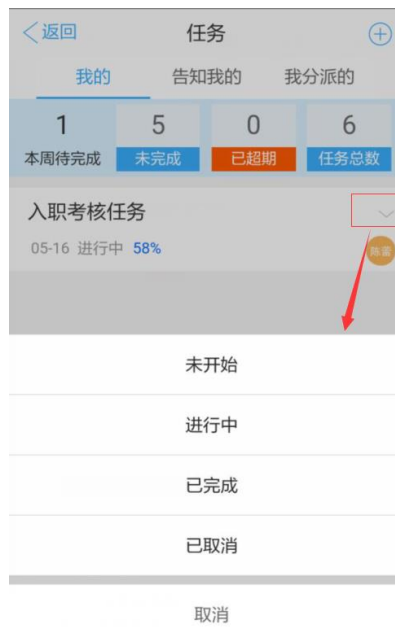 返回 任务
我的 告知我的 我分派的
1 5 0 6
本周待完成 未完成 已超期 任务总数
入职考核任务
05-16 进行中 58%
陈雷
未开始
进行中
已完成
已取消
取消